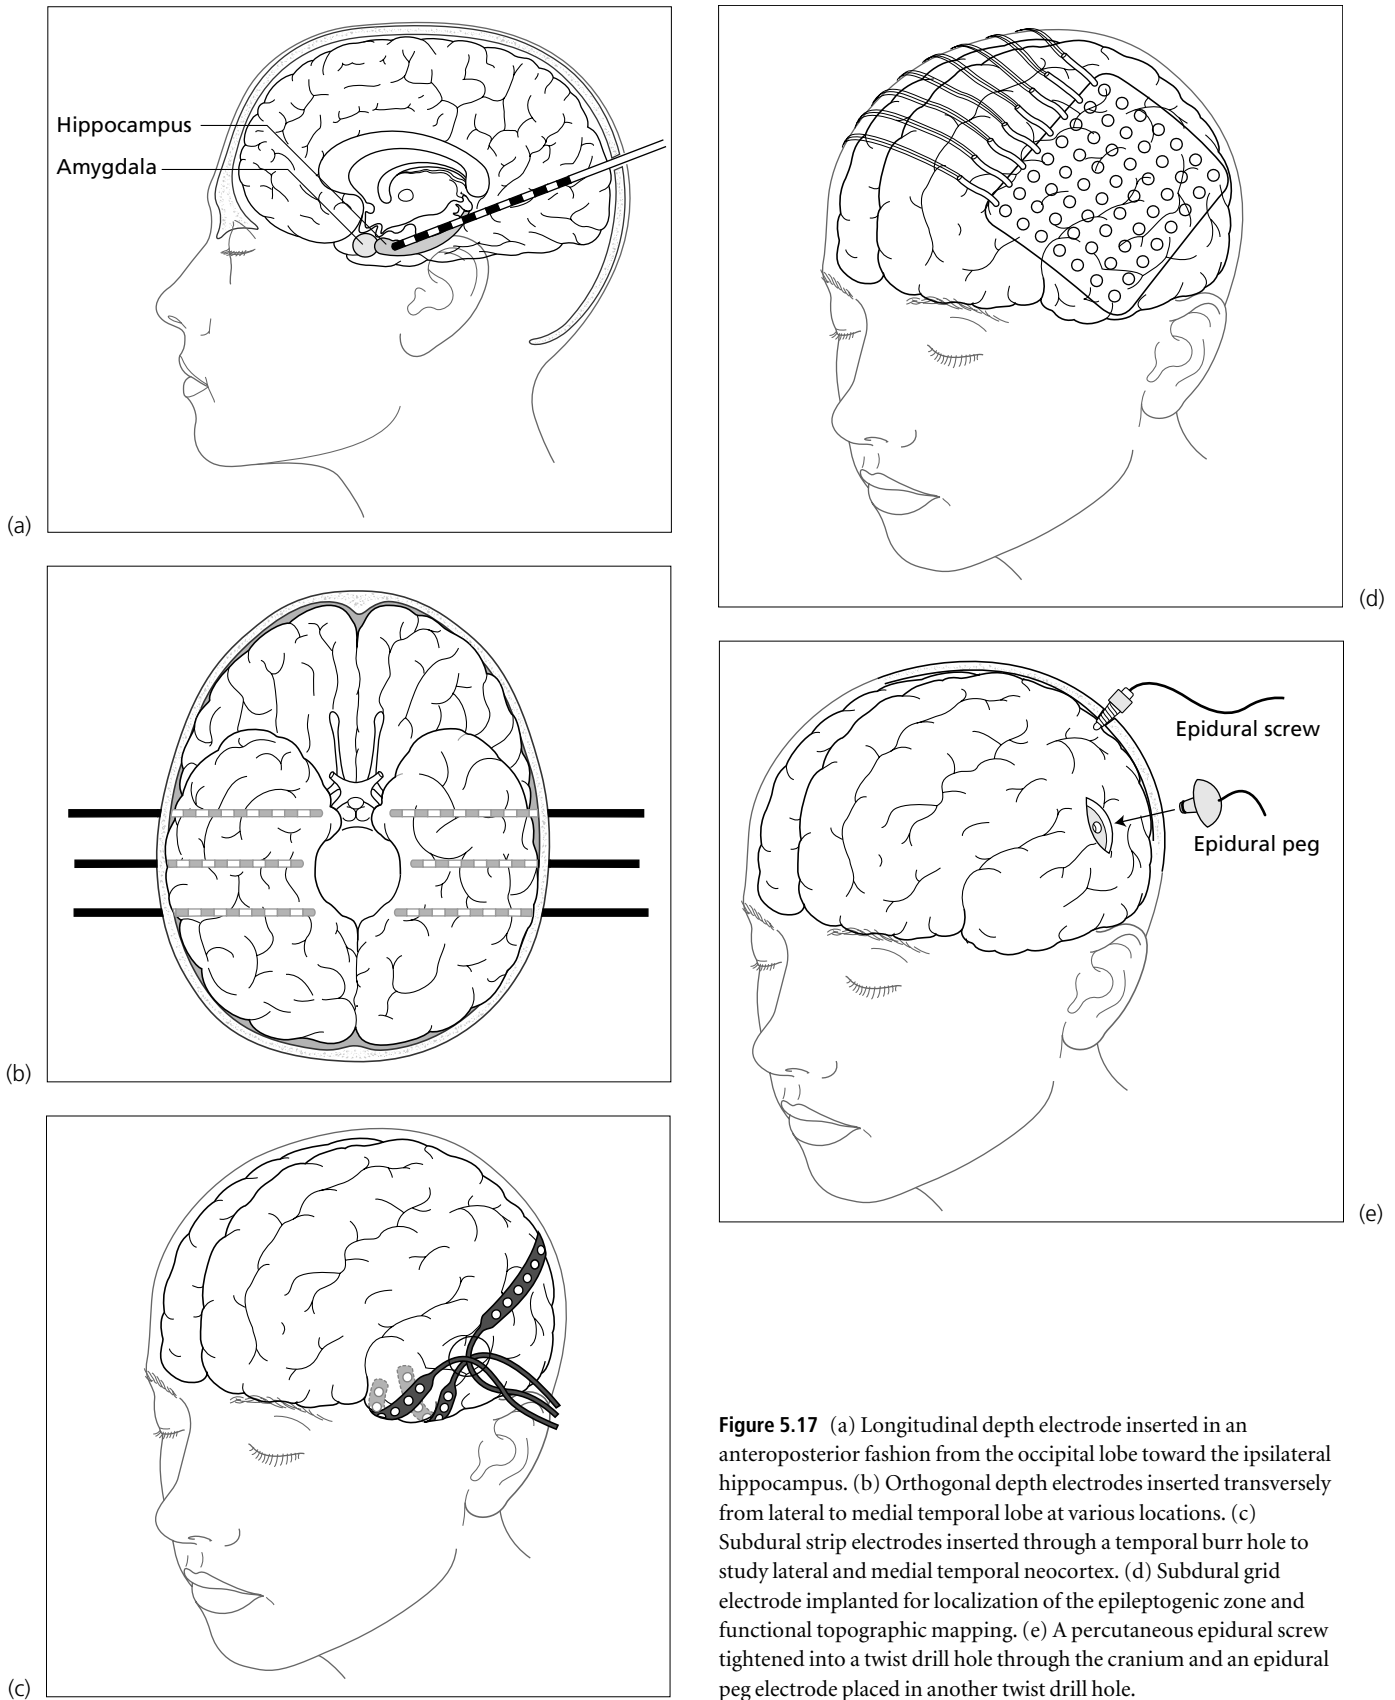 Hippocampus
Amygdala
(a)
(b)
(c)
(d)
Epidural screw
Epidural peg
(e)
Figure 5.17 (a) Longitudinal depth electrode inserted in an
anteroposterior fashion from the occipital lobe toward the ipsilateral
hippocampus. (b) Orthogonal depth electrodes inserted transversely
from lateral to medial temporal lobe at various locations. (c)
Subdural strip electrodes inserted through a temporal burr hole to
study lateral and medial temporal neocortex. (d) Subdural grid
electrode implanted for localization of the epileptogenic zone and
functional topographic mapping. (e) A percutaneous epidural screw
tightened into a twist drill hole through the cranium and an epidural
peg electrode placed in another twist drill hole.